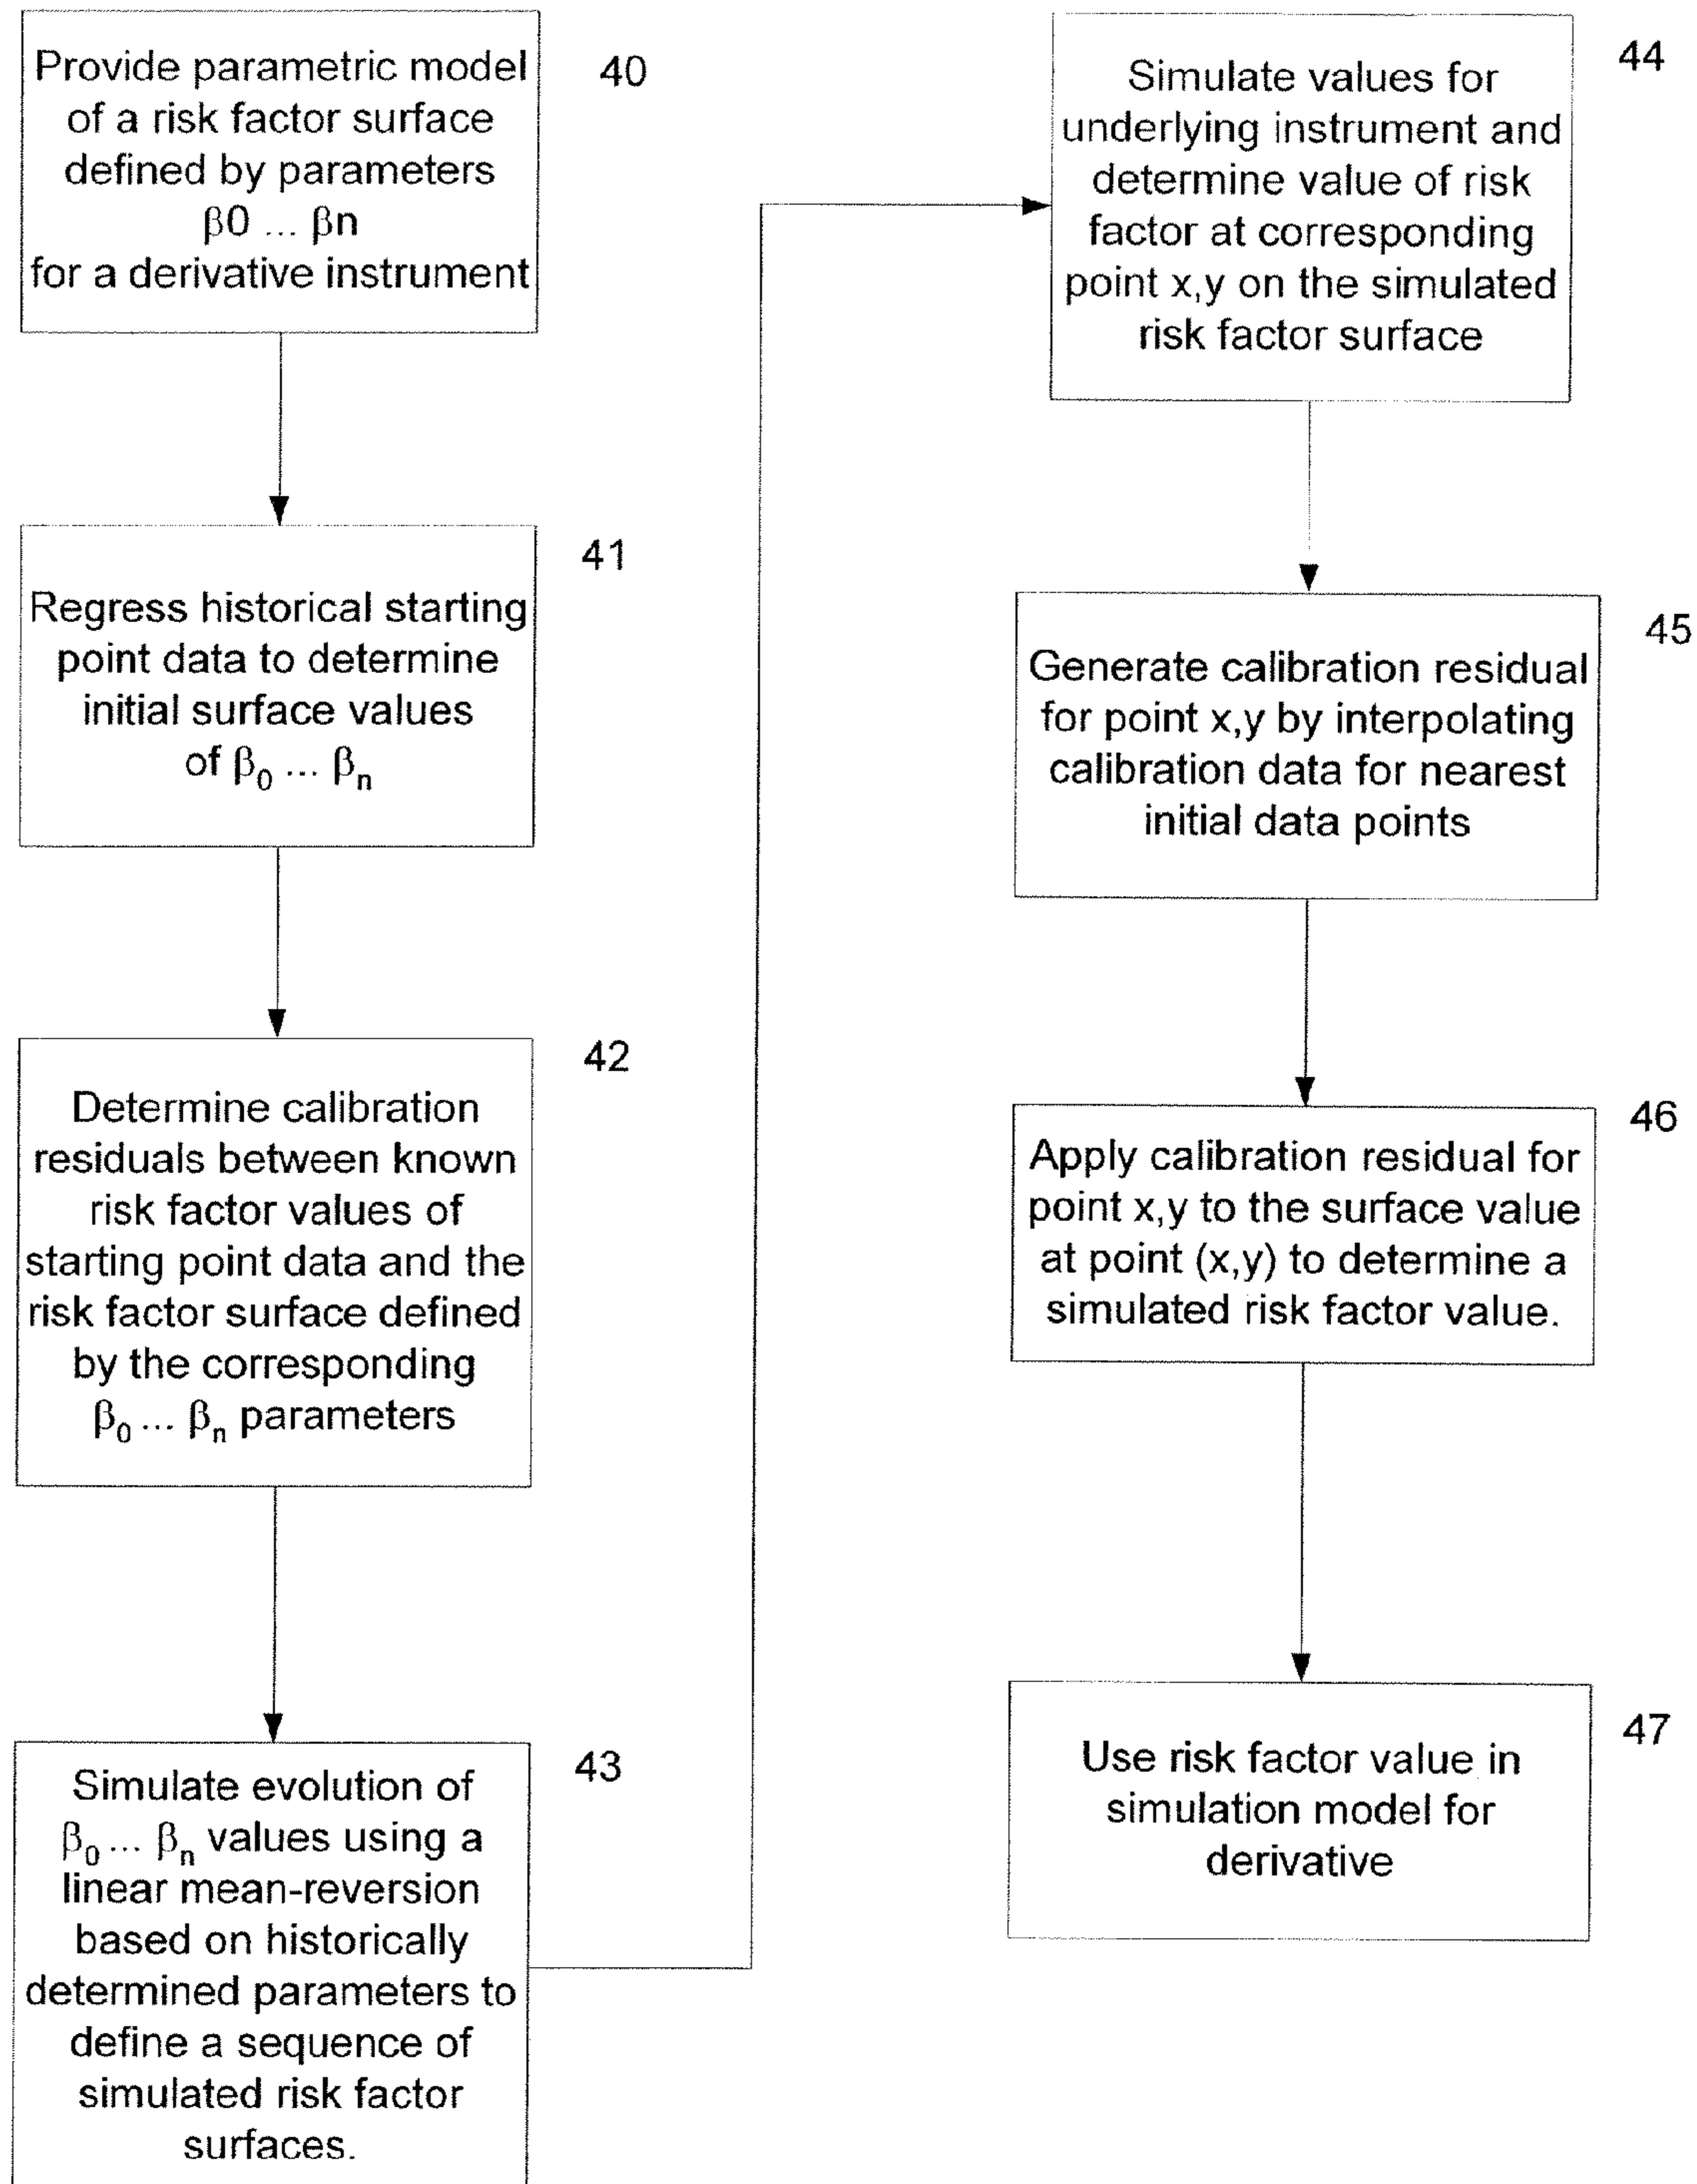 Provide parametric model
of a risk factor surface
defined by parameters
β0 ... βn
for a derivative instrument
40
Regress historical starting
point data to determine
initial surface values
of β₀ ... βₙ
41
Determine calibration
residuals between known
risk factor values of
starting point data and the
risk factor surface defined
by the corresponding
β₀ ... βₙ parameters
42
Simulate evolution of
β₀ ... βₙ values using a
linear mean-reversion
based on historically
determined parameters to
define a sequence of
simulated risk factor
surfaces.
43
Simulate values for
underlying instrument and
determine value of risk
factor at corresponding
point x,y on the simulated
risk factor surface
44
Generate calibration residual
for point x,y by interpolating
calibration data for nearest
initial data points
45
Apply calibration residual for
point x,y to the surface value
at point (x,y) to determine a
simulated risk factor value.
46
Use risk factor value in
simulation model for
derivative
47